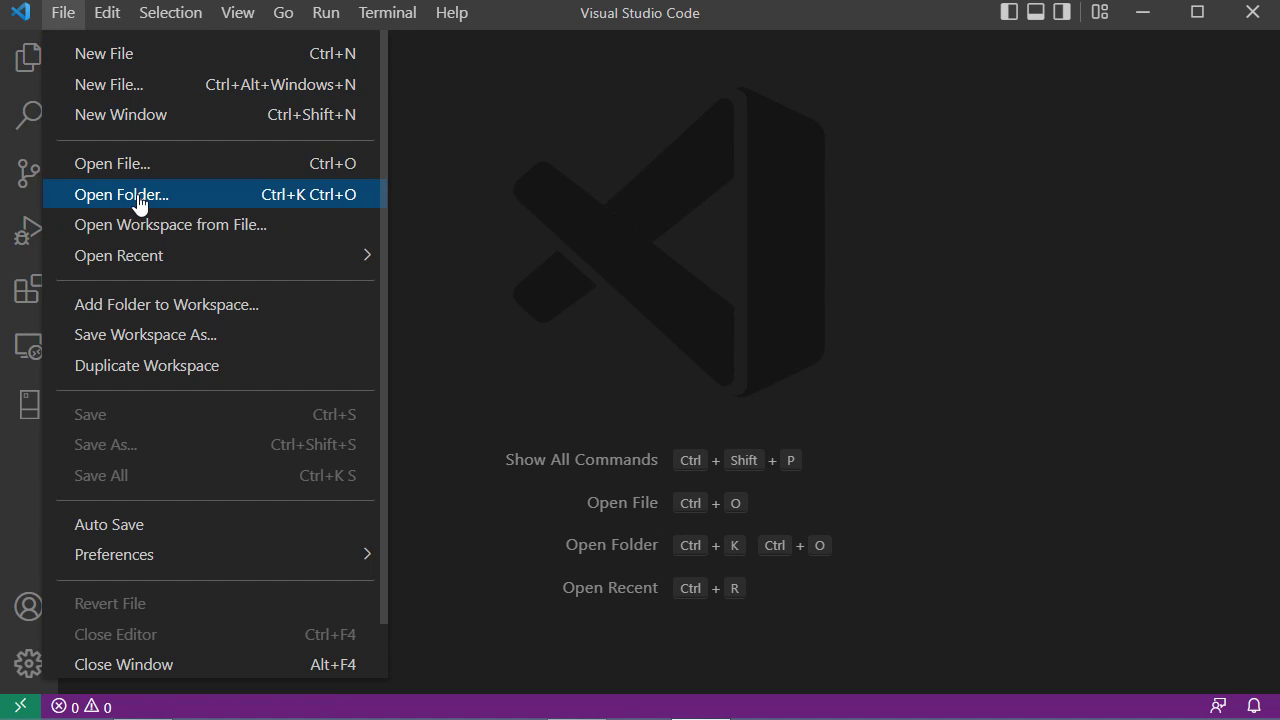 File Edit Selection View Go Run Terminal Help Visual Studio Code
New File Ctrl+N
New File... Ctrl+Alt+Windows+N
New Window Ctrl+Shift+N
Open File... Ctrl+O
Open Folder... Ctrl+K Ctrl+O
Open Workspace from File...
Open Recent
Add Folder to Workspace...
Save Workspace As...
Duplicate Workspace
Save Ctrl+S
Save As... Ctrl+Shift+S
Save All Ctrl+K S
Auto Save
Preferences
Revert File
Close Editor Ctrl+F4
Close Window Alt+F4
Show All Commands Ctrl + Shift + P
Open File Ctrl + O
Open Folder Ctrl + K Ctrl + O
Open Recent Ctrl + R
0 0